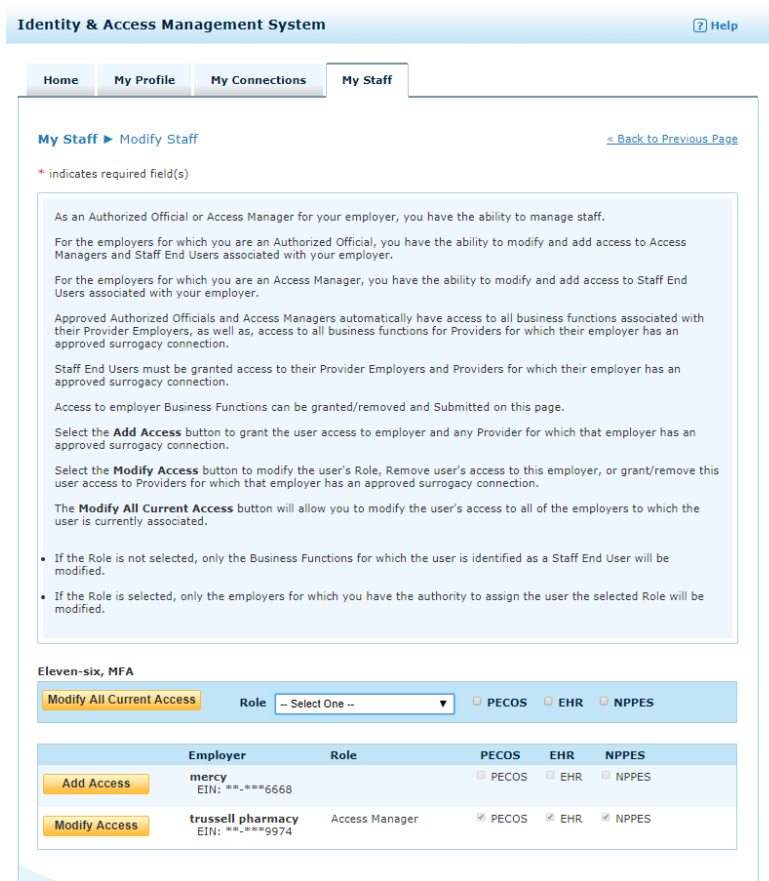 Identity & Access Management System
? Help
Home My Profile My Connections My Staff
My Staff ► Modify Staff « Back to Previous Page
* indicates required field(s)
As an Authorized Official or Access Manager for your employer, you have the ability to manage staff.
For the employers for which you are an Authorized Official, you have the ability to modify and add access to Access
Managers and Staff End Users associated with your employer.
For the employers for which you are an Access Manager, you have the ability to modify and add access to Staff End
Users associated with your employer.
Approved Authorized Officials and Access Managers automatically have access to all business functions associated with
their Provider Employers, as well as, access to all business functions for Providers for which their employer has an
approved surrogacy connection.
Staff End Users must be granted access to their Provider Employers and Providers for which their employer has an
approved surrogacy connection.
Access to employer Business Functions can be granted/removed and Submitted on this page.
Select the Add Access button to grant the user access to employer and any Provider for which that employer has an
approved surrogacy connection.
Select the Modify Access button to modify the user's Role, Remove user's access to this employer, or grant/remove this
user access to Providers for which that employer has an approved surrogacy connection.
The Modify All Current Access button will allow you to modify the user's access to all of the employers to which the
user is currently associated.
• If the Role is not selected, only the Business Functions for which the user is identified as a Staff End User will be
modified.
• If the Role is selected, only the employers for which you have the authority to assign the user the selected Role will be
modified.
Eleven-six, MFA
Modify All Current Access Role -- Select One -- PECOS EHR NPPES
Employer Role PECOS EHR NPPES
Add Access mercy PECOS EHR NPPES
EIN: **-***6668
Modify Access trussell pharmacy Access Manager PECOS EHR NPPES
EIN: **-***9974